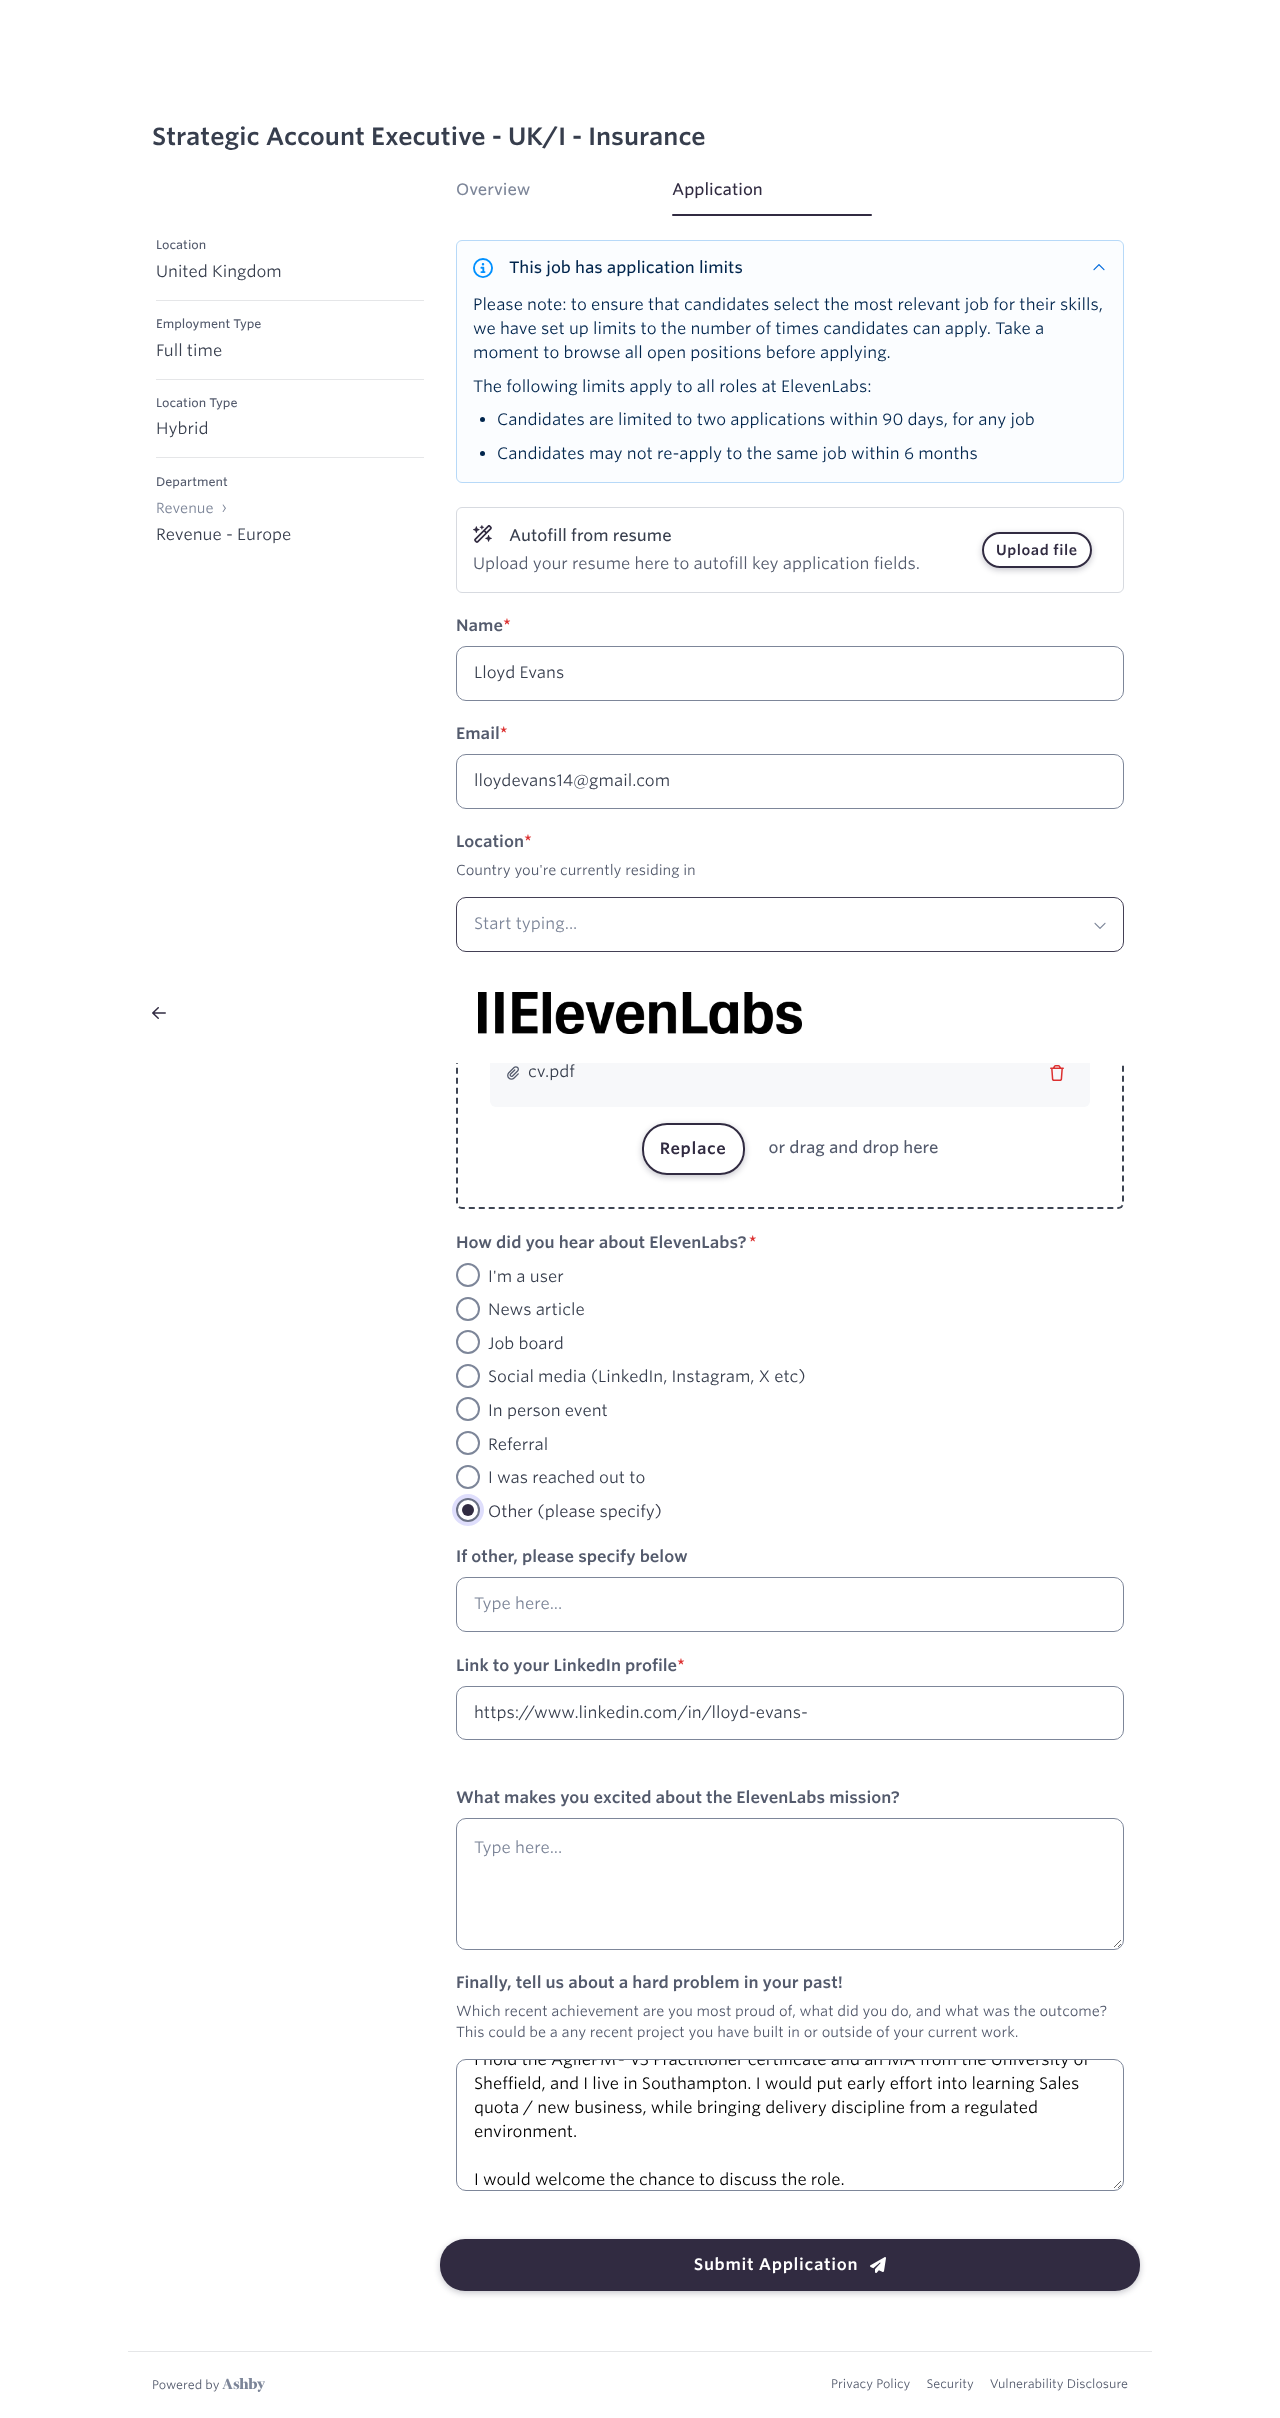 Strategic Account Executive - UK/I - Insurance
Overview
Application
Location
United Kingdom
Employment Type
Full time
Location Type
Hybrid
Department
Revenue ›
Revenue - Europe
This job has application limits
Please note: to ensure that candidates select the most relevant job for their skills,
we have set up limits to the number of times candidates can apply. Take a
moment to browse all open positions before applying.
The following limits apply to all roles at ElevenLabs:
• Candidates are limited to two applications within 90 days, for any job
• Candidates may not re-apply to the same job within 6 months
Autofill from resume
Upload your resume here to autofill key application fields.
Upload file
Name*
Lloyd Evans
Email*
lloydevans14@gmail.com
Location*
Country you're currently residing in
Start typing...
IIElevenLabs
cv.pdf
Replace
or drag and drop here
How did you hear about ElevenLabs? *
I'm a user
News article
Job board
Social media (LinkedIn, Instagram, X etc)
In person event
Referral
I was reached out to
Other (please specify)
If other, please specify below
Type here...
Link to your LinkedIn profile*
https://www.linkedin.com/in/lloyd-evans-
What makes you excited about the ElevenLabs mission?
Type here...
Finally, tell us about a hard problem in your past!
Which recent achievement are you most proud of, what did you do, and what was the outcome?
This could be a any recent project you have built in or outside of your current work.
I hold the AgilePM® v3 Practitioner certificate and an MA from the University of
Sheffield, and I live in Southampton. I would put early effort into learning Sales
quota / new business, while bringing delivery discipline from a regulated
environment.
I would welcome the chance to discuss the role.
Submit Application
Powered by Ashby
Privacy Policy
Security
Vulnerability Disclosure